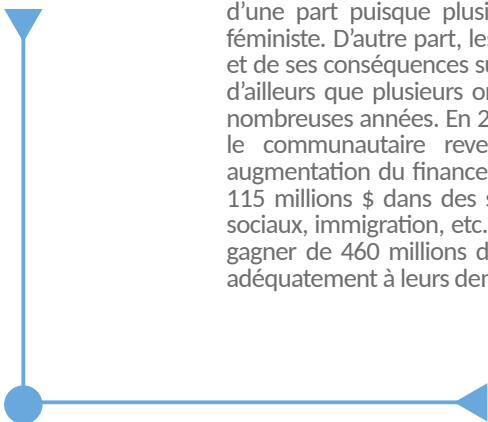 d’une part puisque plusi
féministe. D’autre part, les
et de ses conséquences su
d’ailleurs que plusieurs o
nombreuses années. En 2
le communautaire reve
augmentation du finance
115 millions $ dans des s
sociaux, immigration, etc.
gagner de 460 millions d
adéquatement à leurs der